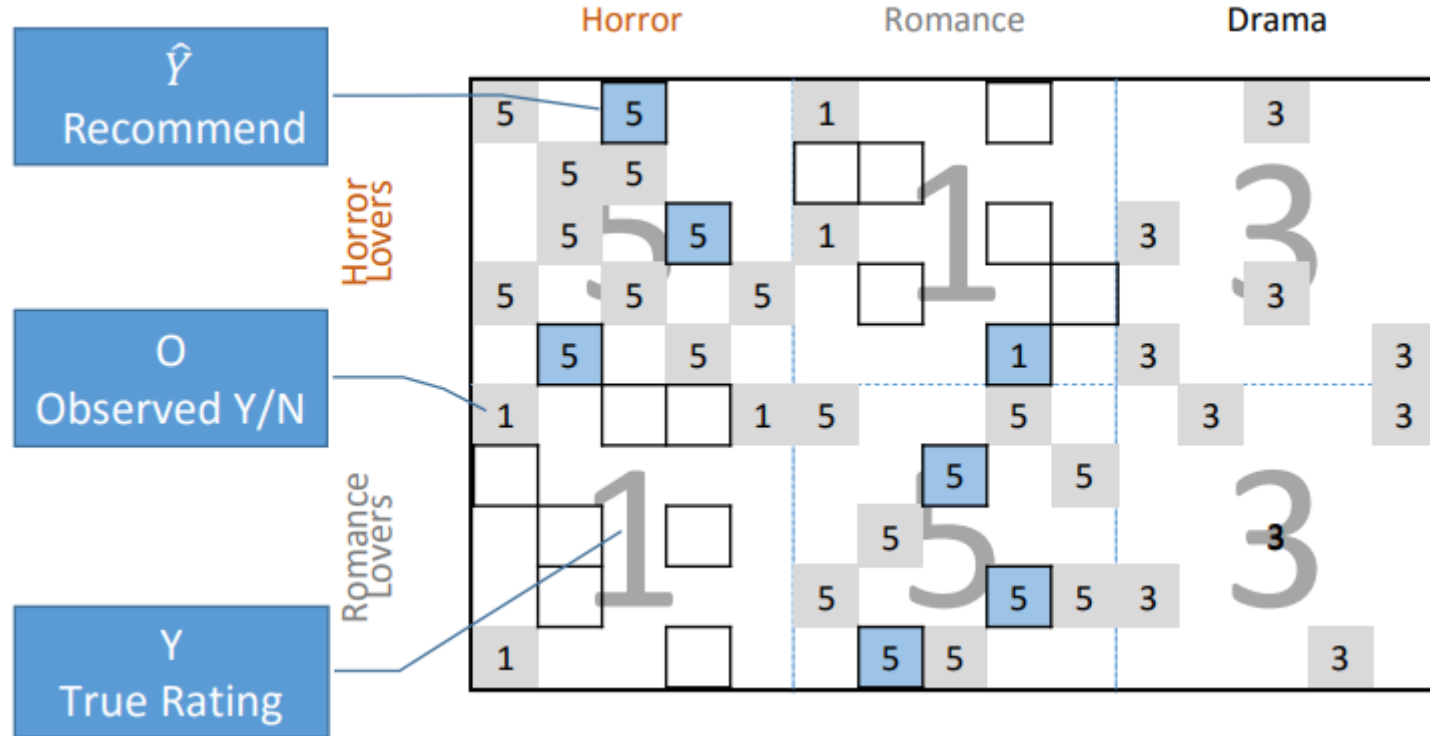 Horror Romance Drama
Ŷ
Recommend
Horror
Lovers
O
Observed Y/N
Romance
Lovers
Y
True Rating
5 5 1 3
5 5
5 5 1 3
5 5 5 3
5 5 1 3 3
1 1 5 5 3 3
5 5
5 3
5 5 5 3
1 5 5 3
5 1 3
1 5 3